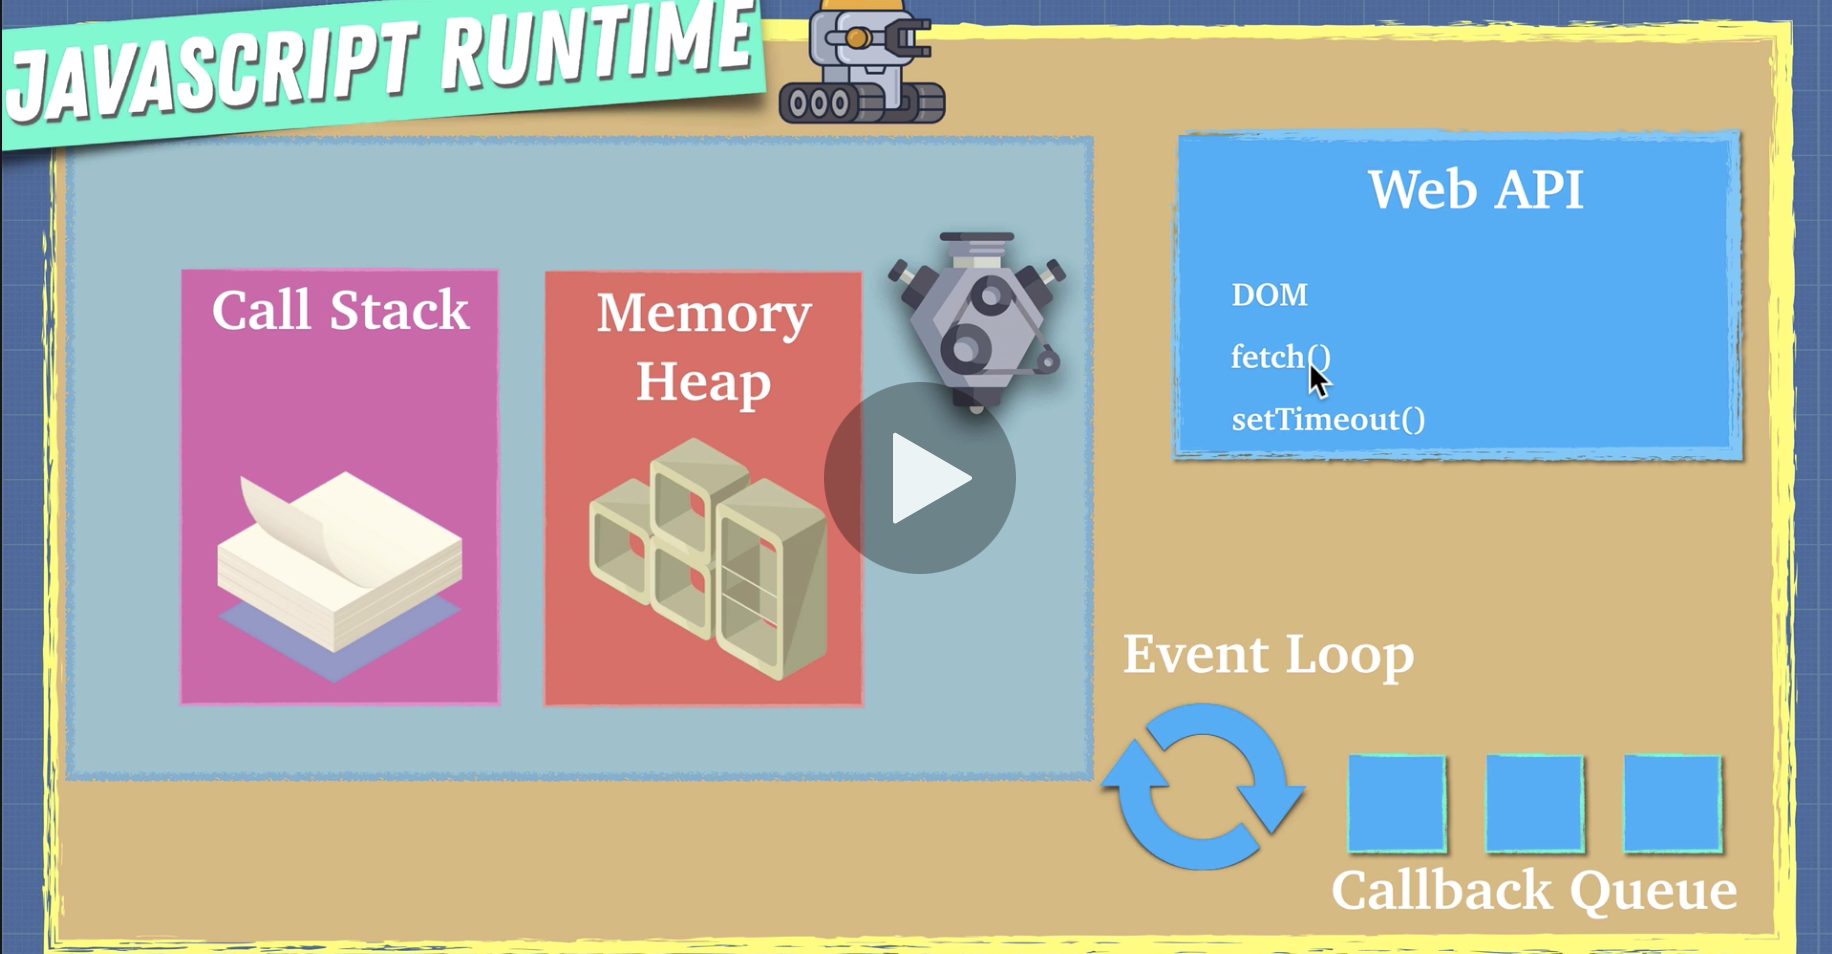 JAVASCRIPT RUNTIME
Call Stack
Memory
Heap
Web API
DOM
fetch()
setTimeout()
Event Loop
Callback Queue